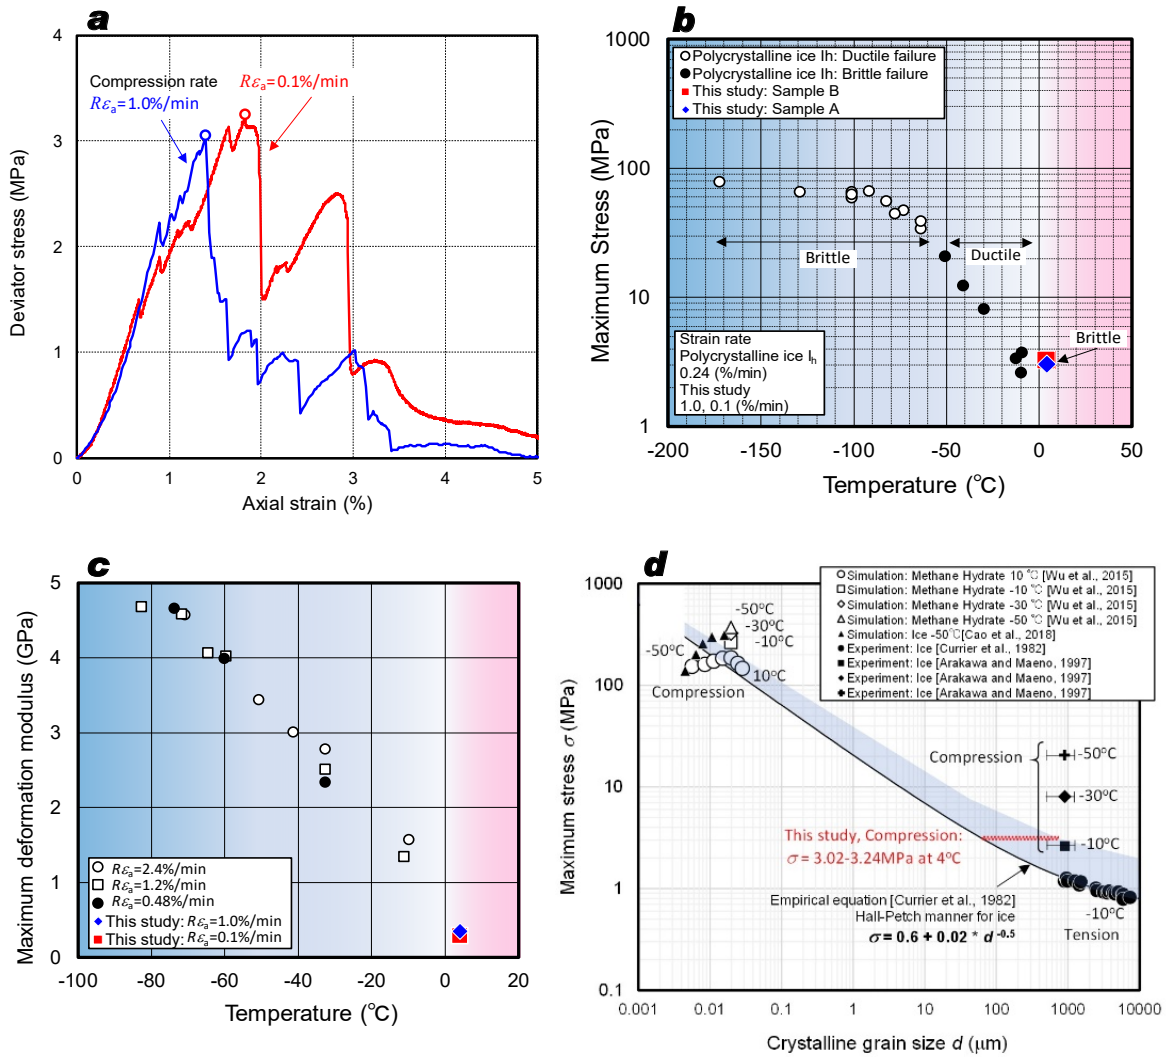 a
4
3
2
1
0
0
1
2
3
4
5
Deviator stress (MPa)
Axial strain (%)
Compression rate
Rεa=1.0%/min
Rεa=0.1%/min
b
1000
100
10
1
-200
-150
-100
-50
0
50
Maximum Stress (MPa)
Temperature (℃)
Polycrystalline ice Ih: Ductile failure
Polycrystalline ice Ih: Brittle failure
This study: Sample B
This study: Sample A
Brittle
Ductile
Brittle
Strain rate
Polycrystalline ice Ih
0.24 (%/min)
This study
1.0, 0.1 (%/min)
c
5
4
3
2
1
0
-100
-80
-60
-40
-20
0
20
Maximum deformation modulus (GPa)
Temperature (℃)
Rεa=2.4%/min
Rεa=1.2%/min
Rεa=0.48%/min
This study: Rεa=1.0%/min
This study: Rεa=0.1%/min
d
1000
100
10
1
0.1
0.001
0.01
0.1
1
10
100
1000
10000
Maximum stress σ (MPa)
Crystalline grain size d (μm)
Simulation: Methane Hydrate 10 ℃ [Wu et al., 2015]
Simulation: Methane Hydrate -10 ℃ [Wu et al., 2015]
Simulation: Methane Hydrate -30 ℃ [Wu et al., 2015]
Simulation: Methane Hydrate -50 ℃ [Wu et al., 2015]
Simulation: Ice -50℃[Cao et al., 2018]
Experiment: Ice [Currier et al., 1982]
Experiment: Ice [Arakawa and Maeno, 1997]
Experiment: Ice [Arakawa and Maeno, 1997]
Experiment: Ice [Arakawa and Maeno, 1997]
-50°C
-30°C
-10°C
-50°C
10°C
Compression
Compression
-50°C
-30°C
-10°C
This study, Compression:
σ = 3.02-3.24MPa at 4°C
Empirical equation [Currier et al., 1982]
Hall-Petch manner for ice
σ = 0.6 + 0.02 * d -0.5
-10°C
Tension